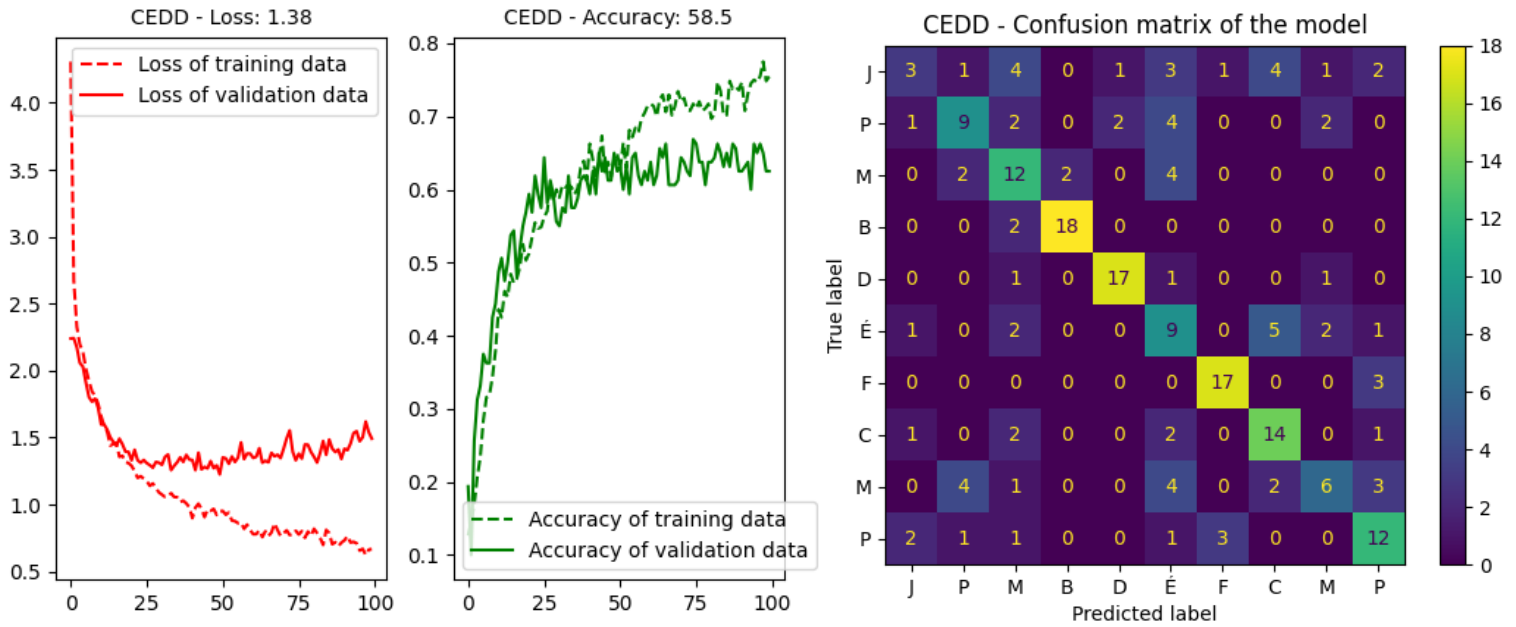 CEDD - Loss: 1.38
Loss of training data
Loss of validation data
4.0
3.5
3.0
2.5
2.0
1.5
1.0
0.5
0 25 50 75 100
CEDD - Accuracy: 58.5
0.8
0.7
0.6
0.5
0.4
0.3
0.2
0.1
Accuracy of training data
Accuracy of validation data
0 25 50 75 100
CEDD - Confusion matrix of the model
True label
J 3 1 4 0 1 3 1 4 1 2
P 1 9 2 0 2 4 0 0 2 0
M 0 2 12 2 0 4 0 0 0 0
B 0 0 2 18 0 0 0 0 0 0
D 0 0 1 0 17 1 0 0 1 0
É 1 0 2 0 0 9 0 5 2 1
F 0 0 0 0 0 0 17 0 0 3
C 1 0 2 0 0 2 0 14 0 1
M 0 4 1 0 0 4 0 2 6 3
P 2 1 1 0 0 1 3 0 0 12
J P M B D É F C M P
Predicted label
18
16
14
12
10
8
6
4
2
0